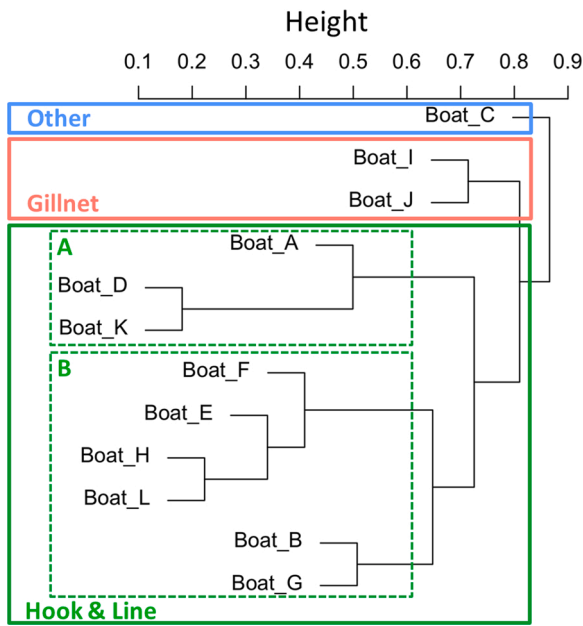 Height
0.1 0.2 0.3 0.4 0.5 0.6 0.7 0.8 0.9
Other
Boat_C
Boat_I
Boat_J
Gillnet
A
Boat_A
Boat_D
Boat_K
B
Boat_F
Boat_E
Boat_H
Boat_L
Boat_B
Boat_G
Hook & Line